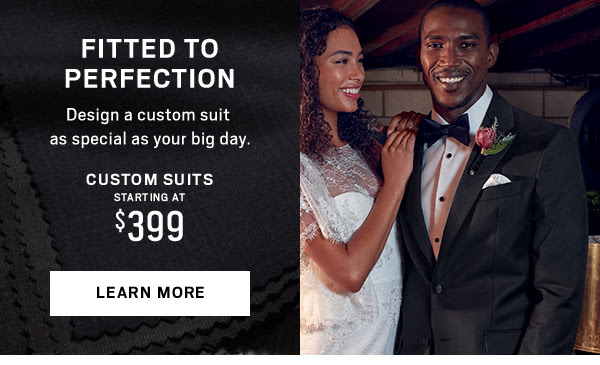 FITTED TO
PERFECTION
Design a custom suit
as special as your big day.
CUSTOM SUITS
STARTING AT
$399
LEARN MORE